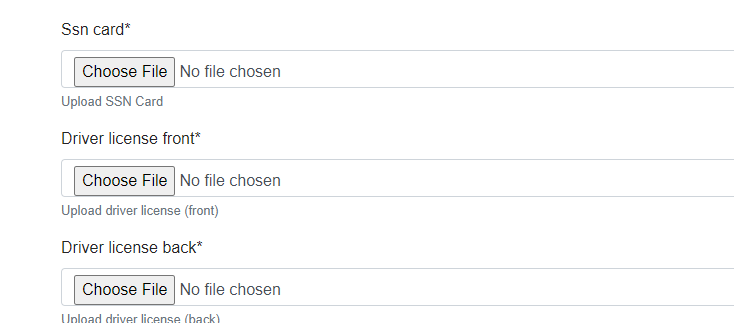 Ssn card*
Choose File No file chosen
Upload SSN Card
Driver license front*
Choose File No file chosen
Upload driver license (front)
Driver license back*
Choose File No file chosen
Upload driver license (back)